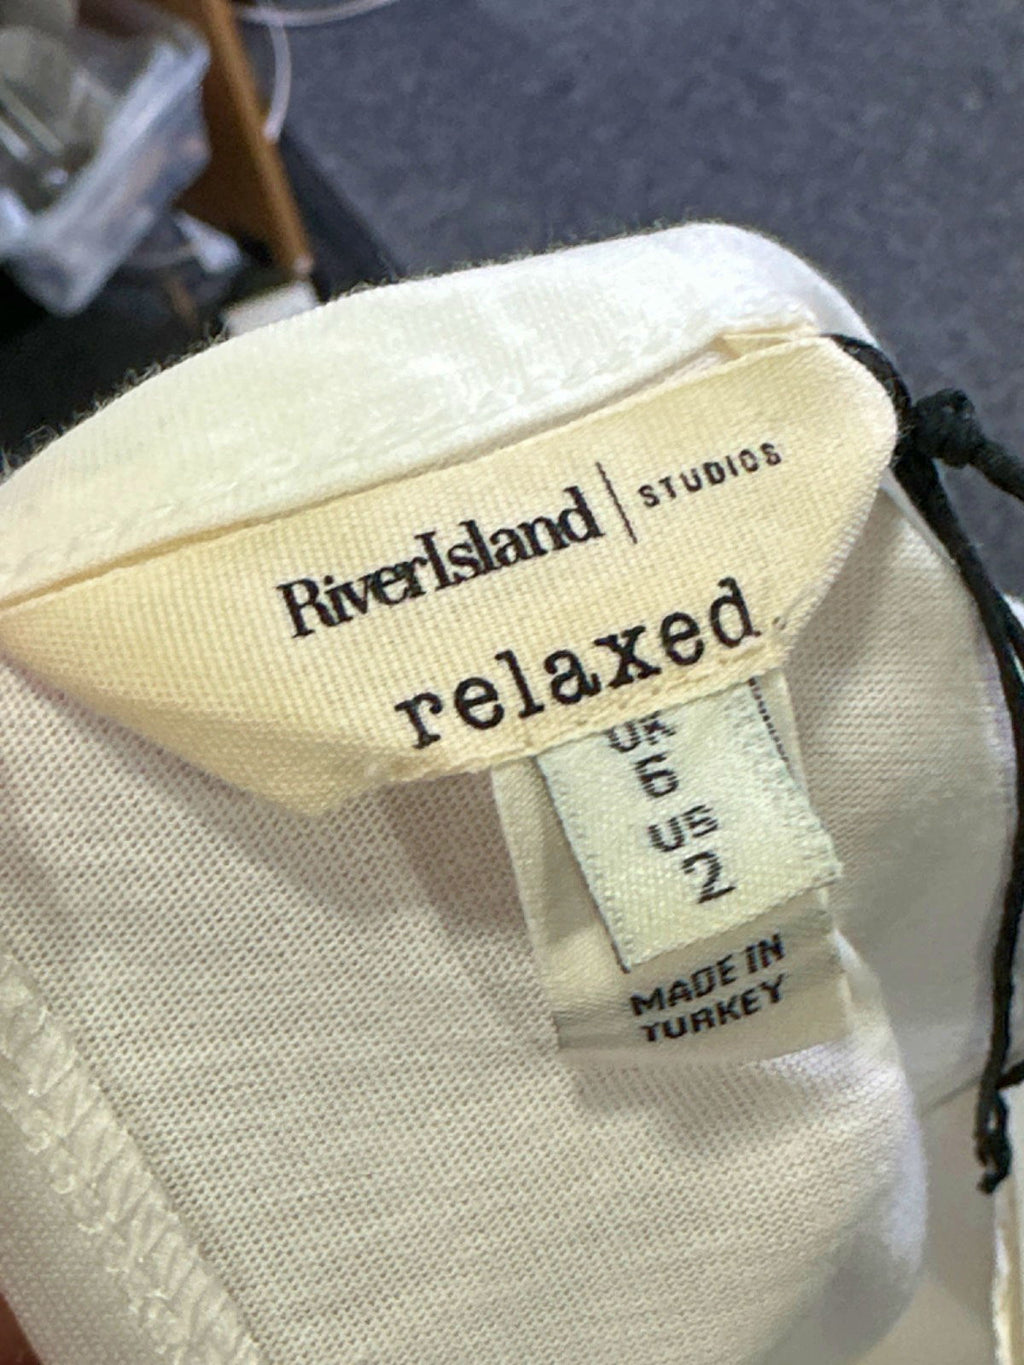 RiverIsland | STUDIOS
relaxed.
UK
6
US
2
MADE IN
TURKEY